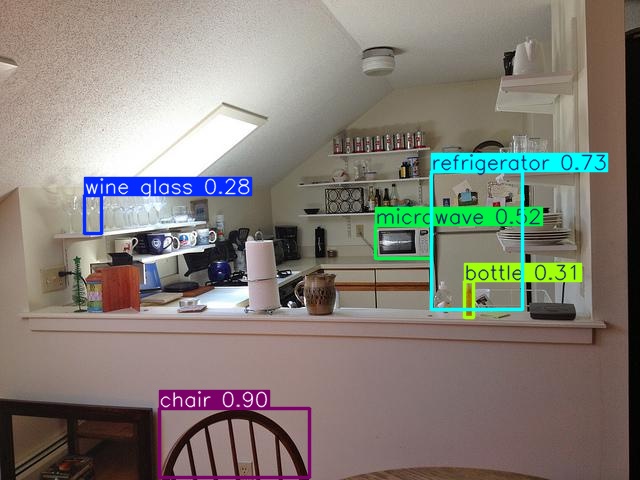 refrigerator 0.73
wine glass 0.28
microwave 0.52
bottle 0.31
chair 0.90